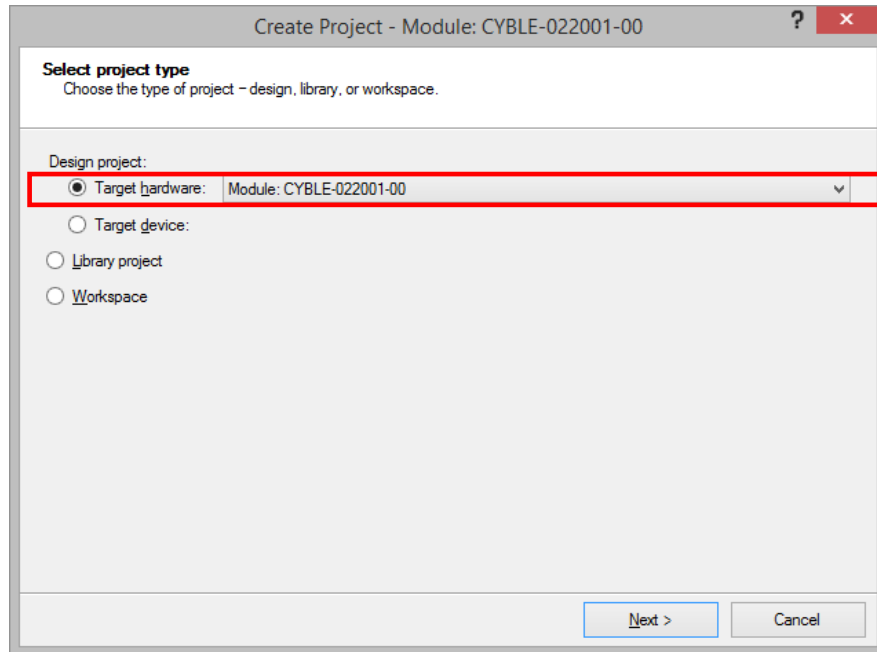 Create Project - Module: CYBLE-022001-00
?
Select project type
Choose the type of project – design, library, or workspace.
Design project:
Target hardware: Module: CYBLE-022001-00
Target device:
Library project
Workspace
Next > Cancel